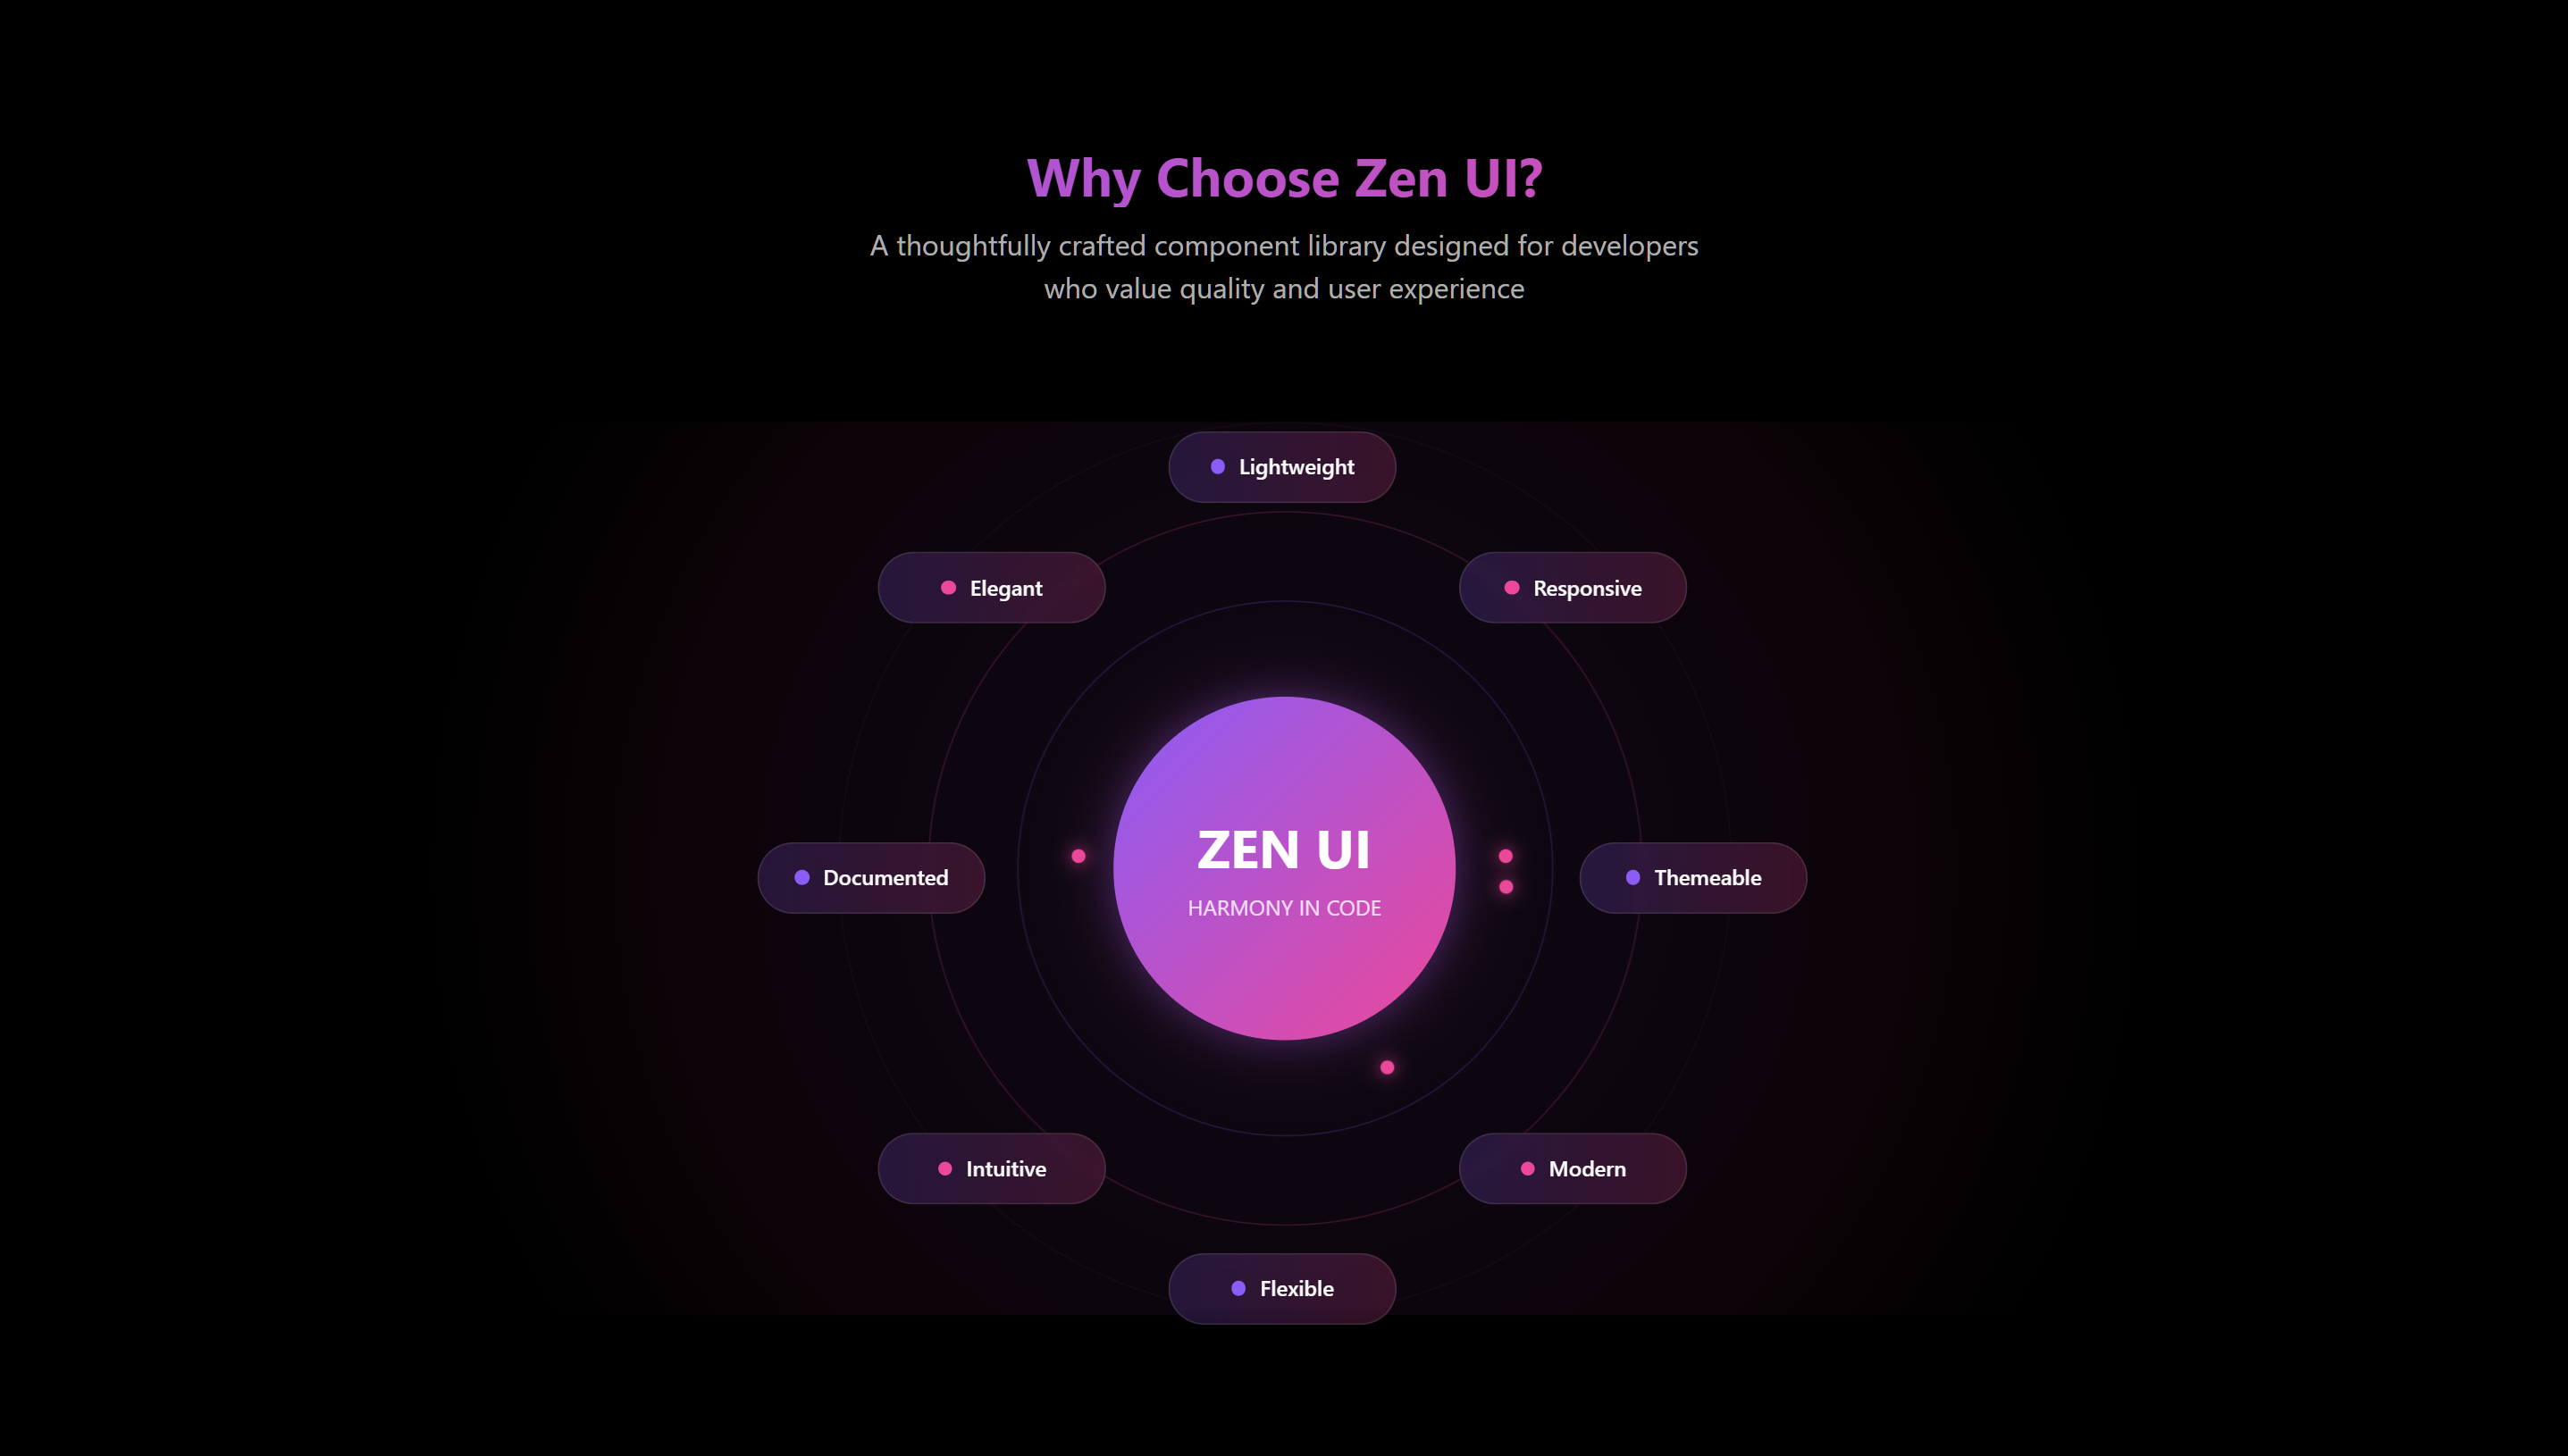 Why Choose Zen UI?
A thoughtfully crafted component library designed for developers
who value quality and user experience
Lightweight
Elegant
Responsive
ZEN UI
HARMONY IN CODE
Documented
Themeable
Intuitive
Modern
Flexible